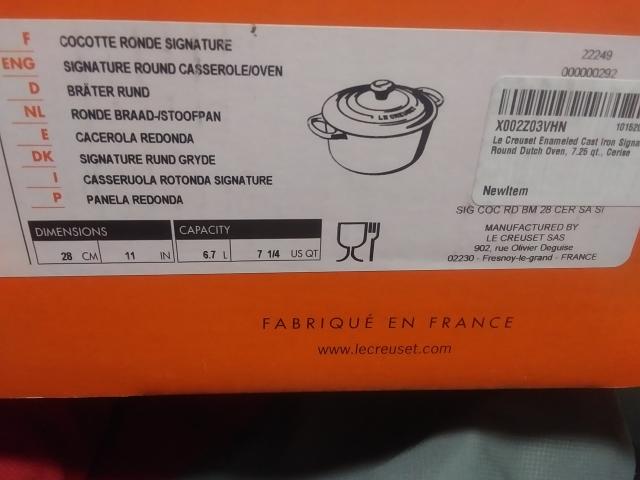 F COCOTTE RONDE SIGNATURE
ENG SIGNATURE ROUND CASSEROLE/OVEN
D BRÄTER RUND
NL RONDE BRAAD-/STOOFPAN
E CACEROLA REDONDA
DK SIGNATURE RUND GRYDE
I CASSERUOLA ROTONDA SIGNATURE
P PANELA REDONDA
LE CREUSET
22249
000000292
X002Z03VHN
Le Creuset Enameled Cast Iron Signa
Round Dutch Oven, 7.25 qt., Cerise
NewItem
SIG COC RD BM 28 CER SA SI
MANUFACTURED BY
LE CREUSET SAS
902, rue Olivier Deguise
02230 - Fresnoy-le-grand - FRANCE
DIMENSIONS CAPACITY
28 CM 11 IN 6.7 L 7 1/4 US QT
FABRIQUÉ EN FRANCE
www.lecreuset.com